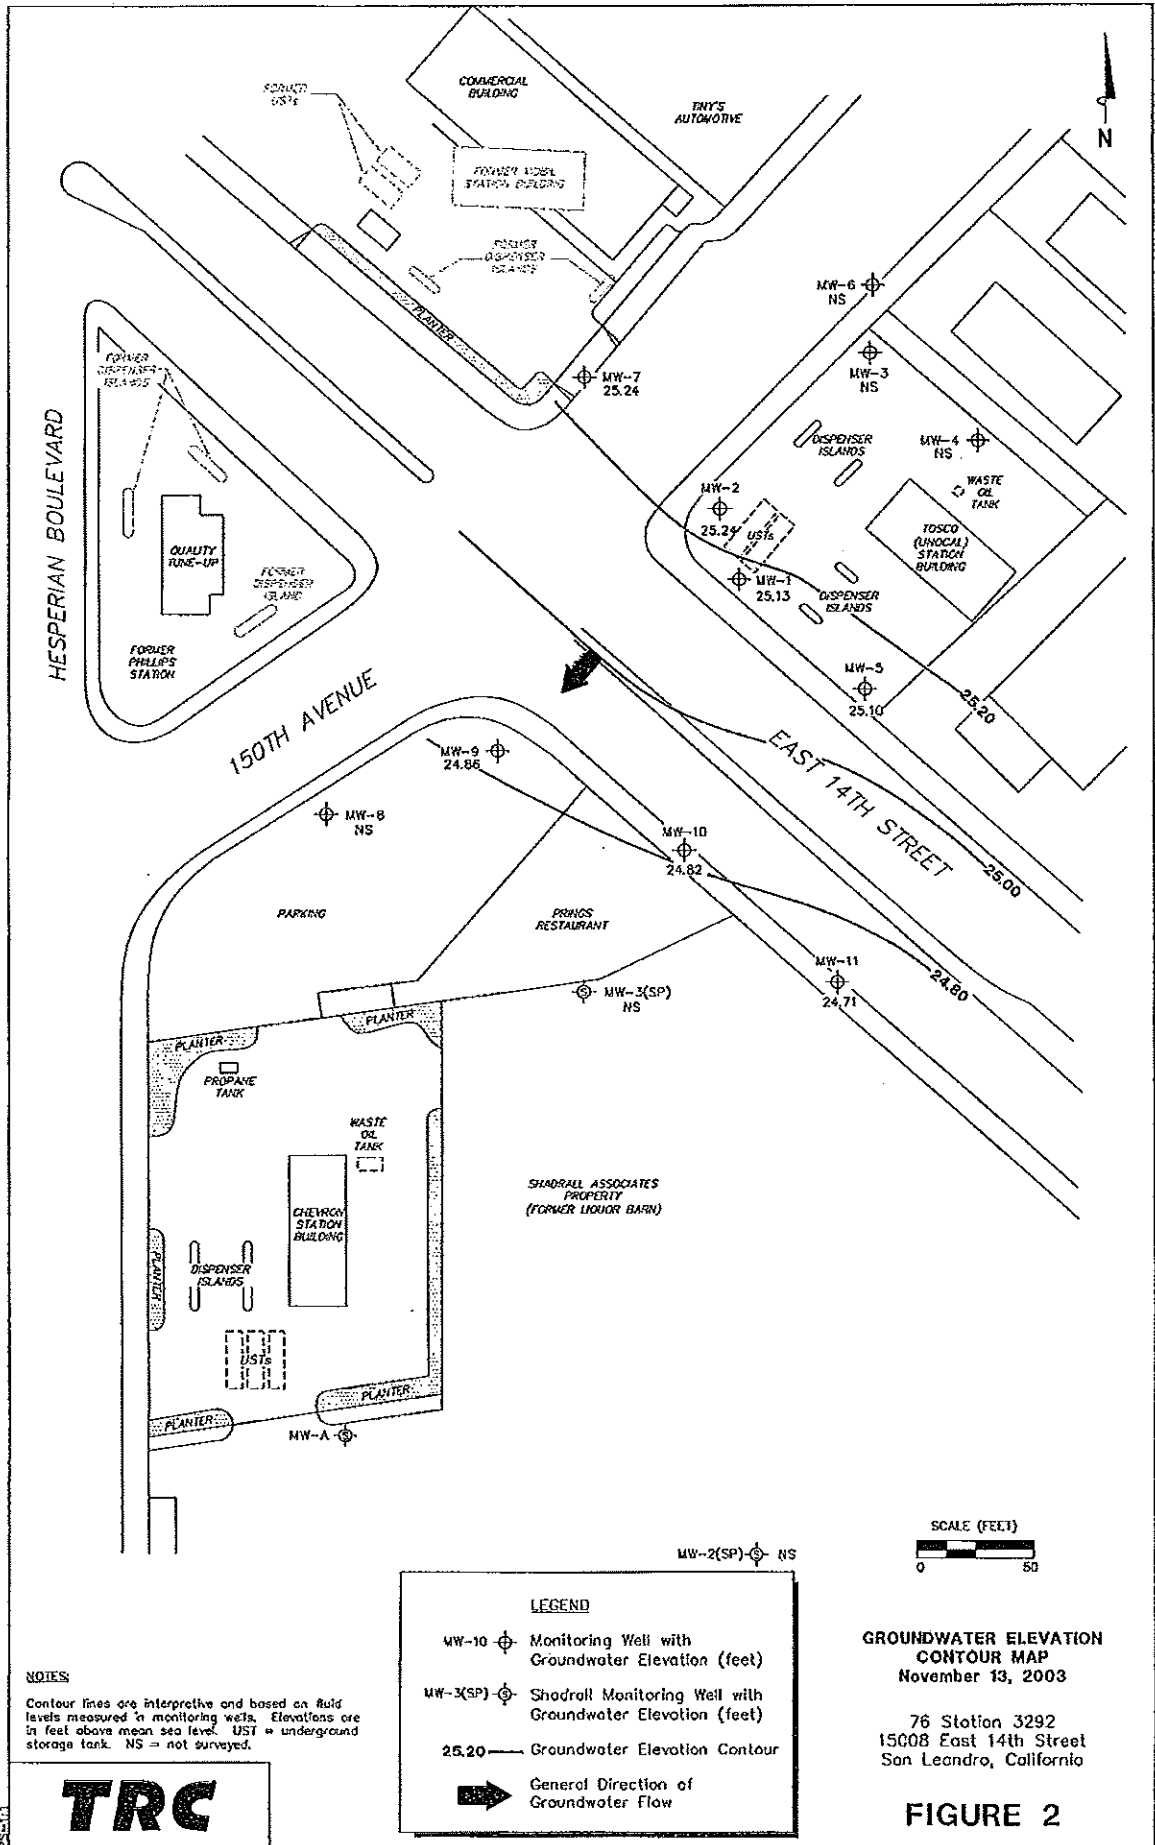 FORMER
USTs
COMMERCIAL
BUILDING
TINY'S
AUTOMOTIVE
N
FORMER MOBIL
STATION BUILDING
FORMER
DISPENSER
ISLANDS
PLANTER
MW-6
NS
MW-3
NS
MW-7
25.24
FORMER
DISPENSER
ISLANDS
HESPERIAN BOULEVARD
DISPENSER
ISLANDS
MW-4
NS
WASTE
OIL
TANK
MW-2
25.24
USTs
TOSCO
(UNOCAL)
STATION
BUILDING
QUALITY
TUNE-UP
FORMER
DISPENSER
ISLAND
MW-1
25.13
DISPENSER
ISLANDS
FORMER
PHILLIPS
STATION
MW-5
25.10
25.20
150TH AVENUE
EAST 14TH STREET
MW-9
24.86
MW-8
NS
MW-10
24.82
25.00
PARKING
PRINGS
RESTAURANT
MW-11
24.71
24.80
MW-3(SP)
NS
PLANTER
PLANTER
PROPANE
TANK
WASTE
OIL
TANK
SHADRALL ASSOCIATES
PROPERTY
(FORMER LIQUOR BARN)
CHEVRON
STATION
BUILDING
PLANTER
DISPENSER
ISLANDS
USTs
PLANTER
PLANTER
MW-A
MW-2(SP) NS
SCALE (FEET)
0 50
LEGEND
MW-10 Monitoring Well with
Groundwater Elevation (feet)
MW-3(SP) Shadrall Monitoring Well with
Groundwater Elevation (feet)
25.20 Groundwater Elevation Contour
General Direction of
Groundwater Flow
GROUNDWATER ELEVATION
CONTOUR MAP
November 13, 2003
76 Station 3292
15008 East 14th Street
San Leandro, California
FIGURE 2
NOTES:
Contour lines are interpretive and based on fluid
levels measured in monitoring wells. Elevations are
in feet above mean sea level. UST = underground
storage tank. NS = not surveyed.
TRC